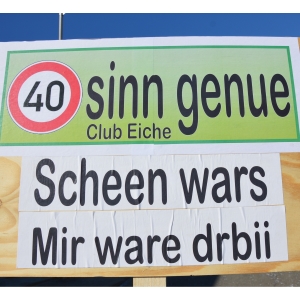 40 sinn genue
Club Eiche
Scheen wars
Mir ware drbii